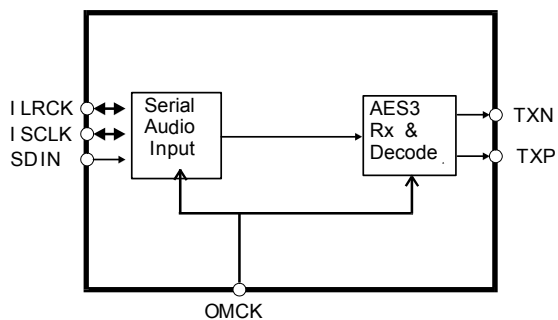 ILRCK
ISCLK
SDIN
Serial
Audio
Input
AES3
Rx &
Decode
TXN
TXP
OMCK